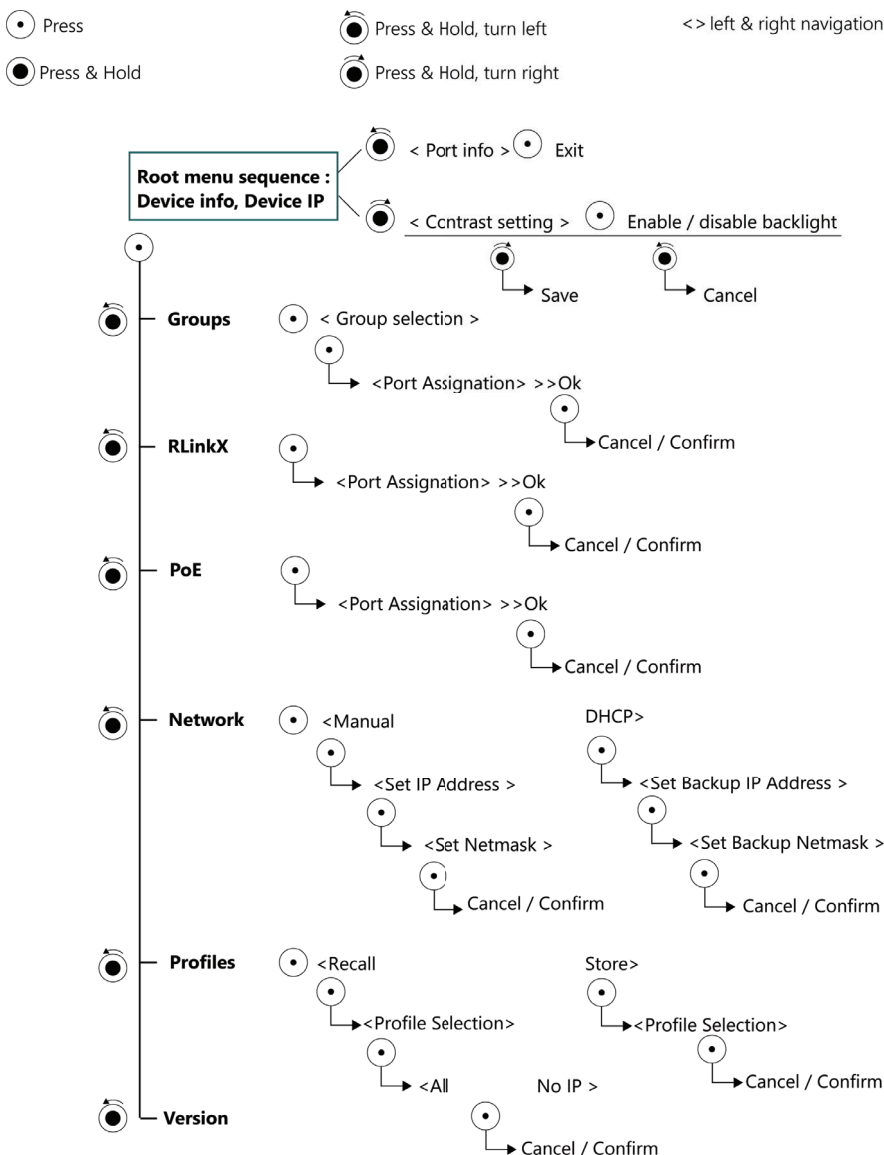 Press
Press & Hold, turn left
<> left & right navigation
Press & Hold
Press & Hold, turn right
Root menu sequence :
Device info, Device IP
< Port info >
Exit
< Contrast setting >
Enable / disable backlight
Save
Cancel
Groups
< Group selection >
<Port Assignation> >>Ok
Cancel / Confirm
RLinkX
<Port Assignation> >>Ok
Cancel / Confirm
PoE
<Port Assignation> >>Ok
Cancel / Confirm
Network
<Manual
DHCP>
<Set IP Address >
<Set Backup IP Address >
<Set Netmask >
<Set Backup Netmask >
Cancel / Confirm
Cancel / Confirm
Profiles
<Recall
Store>
<Profile Selection>
<Profile Selection>
<All
No IP >
Cancel / Confirm
Version
Cancel / Confirm